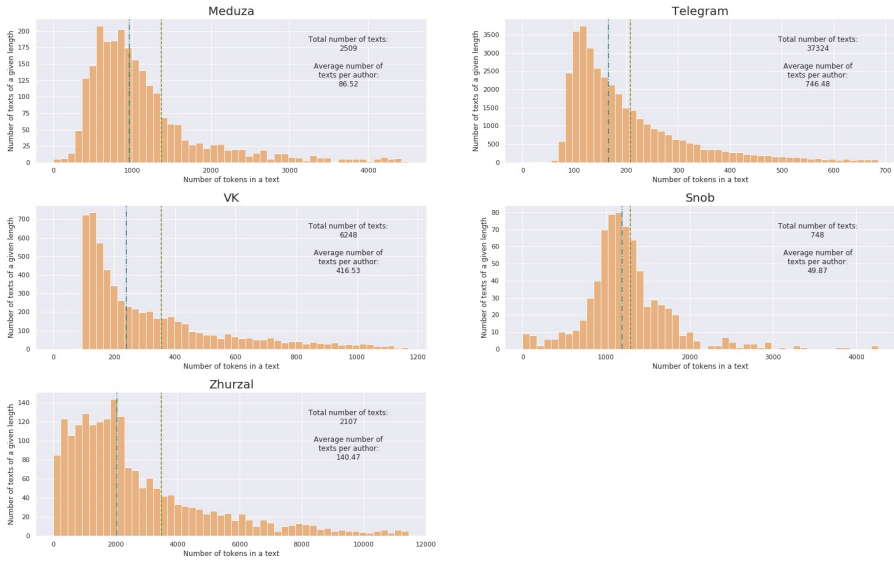 Meduza
Number of texts of a given length
200
175
150
125
100
75
50
25
0
Total number of texts:
2509
Average number of
texts per author:
86.52
0
1000
2000
3000
4000
Number of tokens in a text
Telegram
Number of texts of a given length
3500
3000
2500
2000
1500
1000
500
0
Total number of texts:
37324
Average number of
texts per author:
746.48
0
100
200
300
400
500
600
700
Number of tokens in a text
VK
Number of texts of a given length
700
600
500
400
300
200
100
0
Total number of texts:
6248
Average number of
texts per author:
416.53
0
200
400
600
800
1000
1200
Number of tokens in a text
Snob
Number of texts of a given length
80
70
60
50
40
30
20
10
0
Total number of texts:
748
Average number of
texts per author:
49.87
0
1000
2000
3000
4000
Number of tokens in a text
Zhurzal
Number of texts of a given length
140
120
100
80
60
40
20
0
Total number of texts:
2107
Average number of
texts per author:
140.47
0
2000
4000
6000
8000
10000
12000
Number of tokens in a text